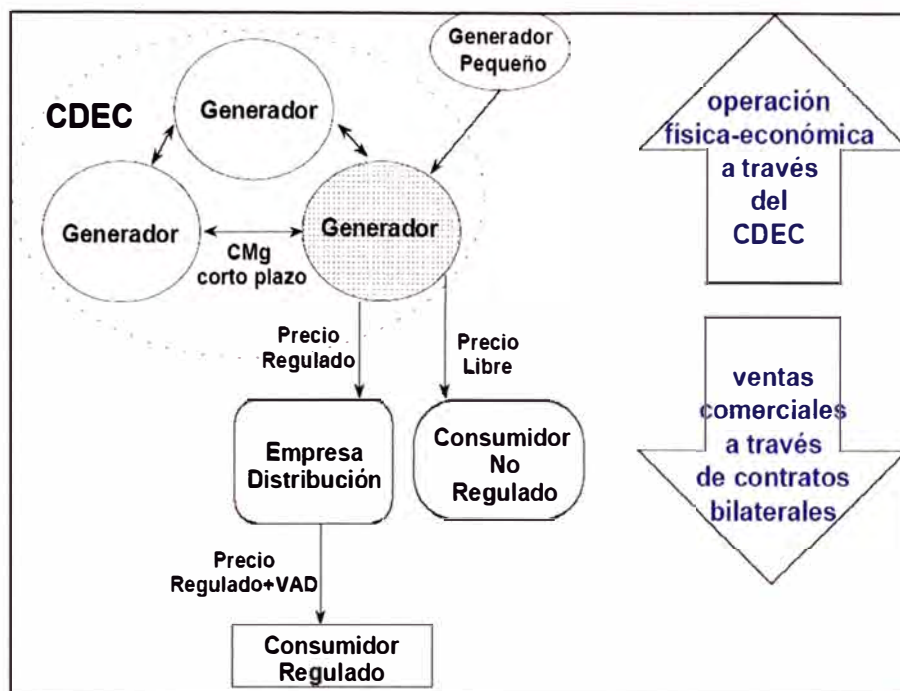 Generador
Pequeño
CDEC
Generador
Generador
Generador
CMg
corto plazo
Precio
Regulado
Precio
Libre
Empresa
Distribución
Consumidor
No
Regulado
Precio
Regulado+VAD
Consumidor
Regulado
operación
física-económica
a través
del
CDEC
ventas
comerciales
a través
de contratos
bilaterales